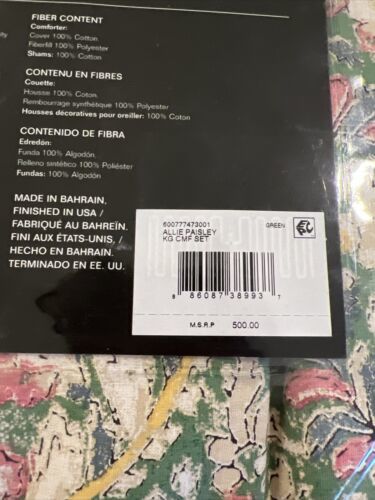 FIBER CONTENT
Comforter:
Cover 100% Cotton
Fiberfill 100% Polyester
Shams: 100% Cotton
CONTENU EN FIBRES
Couette:
Housse 100% Coton.
Rembourrage synthétique 100% Polyester
Housses décoratives pour oreiller: 100% Coton
CONTENIDO DE FIBRA
Edredón:
Funda 100% Algodón.
Relleno sintético 100% Poliéster
Fundas: 100% Algodón
MADE IN BAHRAIN,
FINISHED IN USA /
FABRIQUÉ AU BAHREÏN.
FINI AUX ÉTATS-UNIS, /
HECHO EN BAHRAIN.
TERMINADO EN EE. UU.
600777473001 GREEN
ALLIE PAISLEY
KG CMF SET
8 86087 38993 7
M.S.R.P 500.00